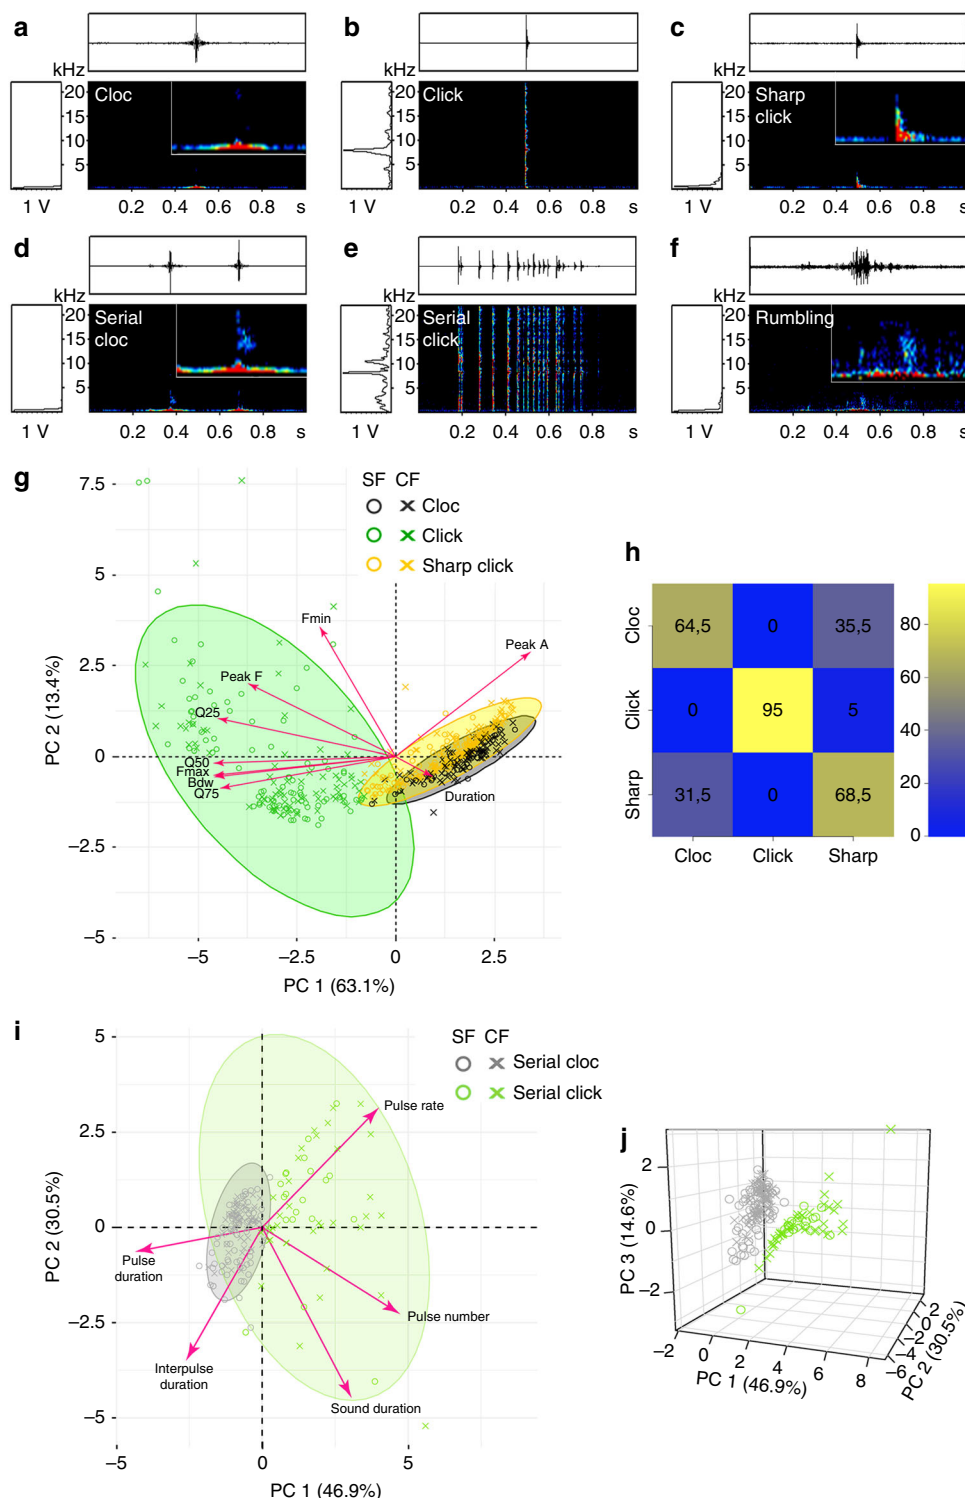 a
kHz
Cloc
20
15
10
5
1 V
0.2 0.4 0.6 0.8 s
b
kHz
Click
20
15
10
5
1 V
0.2 0.4 0.6 0.8 s
c
kHz
Sharp
click
20
15
10
5
1 V
0.2 0.4 0.6 0.8 s
d
kHz
Serial
cloc
20
15
10
5
1 V
0.2 0.4 0.6 0.8 s
e
kHz
Serial
click
20
15
10
5
1 V
0.2 0.4 0.6 0.8 s
f
kHz
Rumbling
20
15
10
5
1 V
0.2 0.4 0.6 0.8 s
g
SF CF
Cloc
Click
Sharp click
7.5
5
2.5
0
–2.5
–5
PC 2 (13.4%)
Fmin
Peak A
Peak F
Q25
Q50
Fmax
Bdw
Q75
Duration
–5 –2.5 0 2.5
PC 1 (63.1%)
h
Cloc
Click
Sharp
64,5 0 35,5
0 95 5
31,5 0 68,5
Cloc Click Sharp
80
60
40
20
0
i
SF CF
Serial cloc
Serial click
5
2.5
0
–2.5
–5
PC 2 (30.5%)
Pulse rate
Pulse
duration
Pulse number
Interpulse
duration
Sound duration
–5 0 5
PC 1 (46.9%)
j
2
0
–2
PC 3 (14.6%)
–2 0 2 4 6 8
PC 1 (46.9%)
2
0
–2
–4
–6
PC 2 (30.5%)